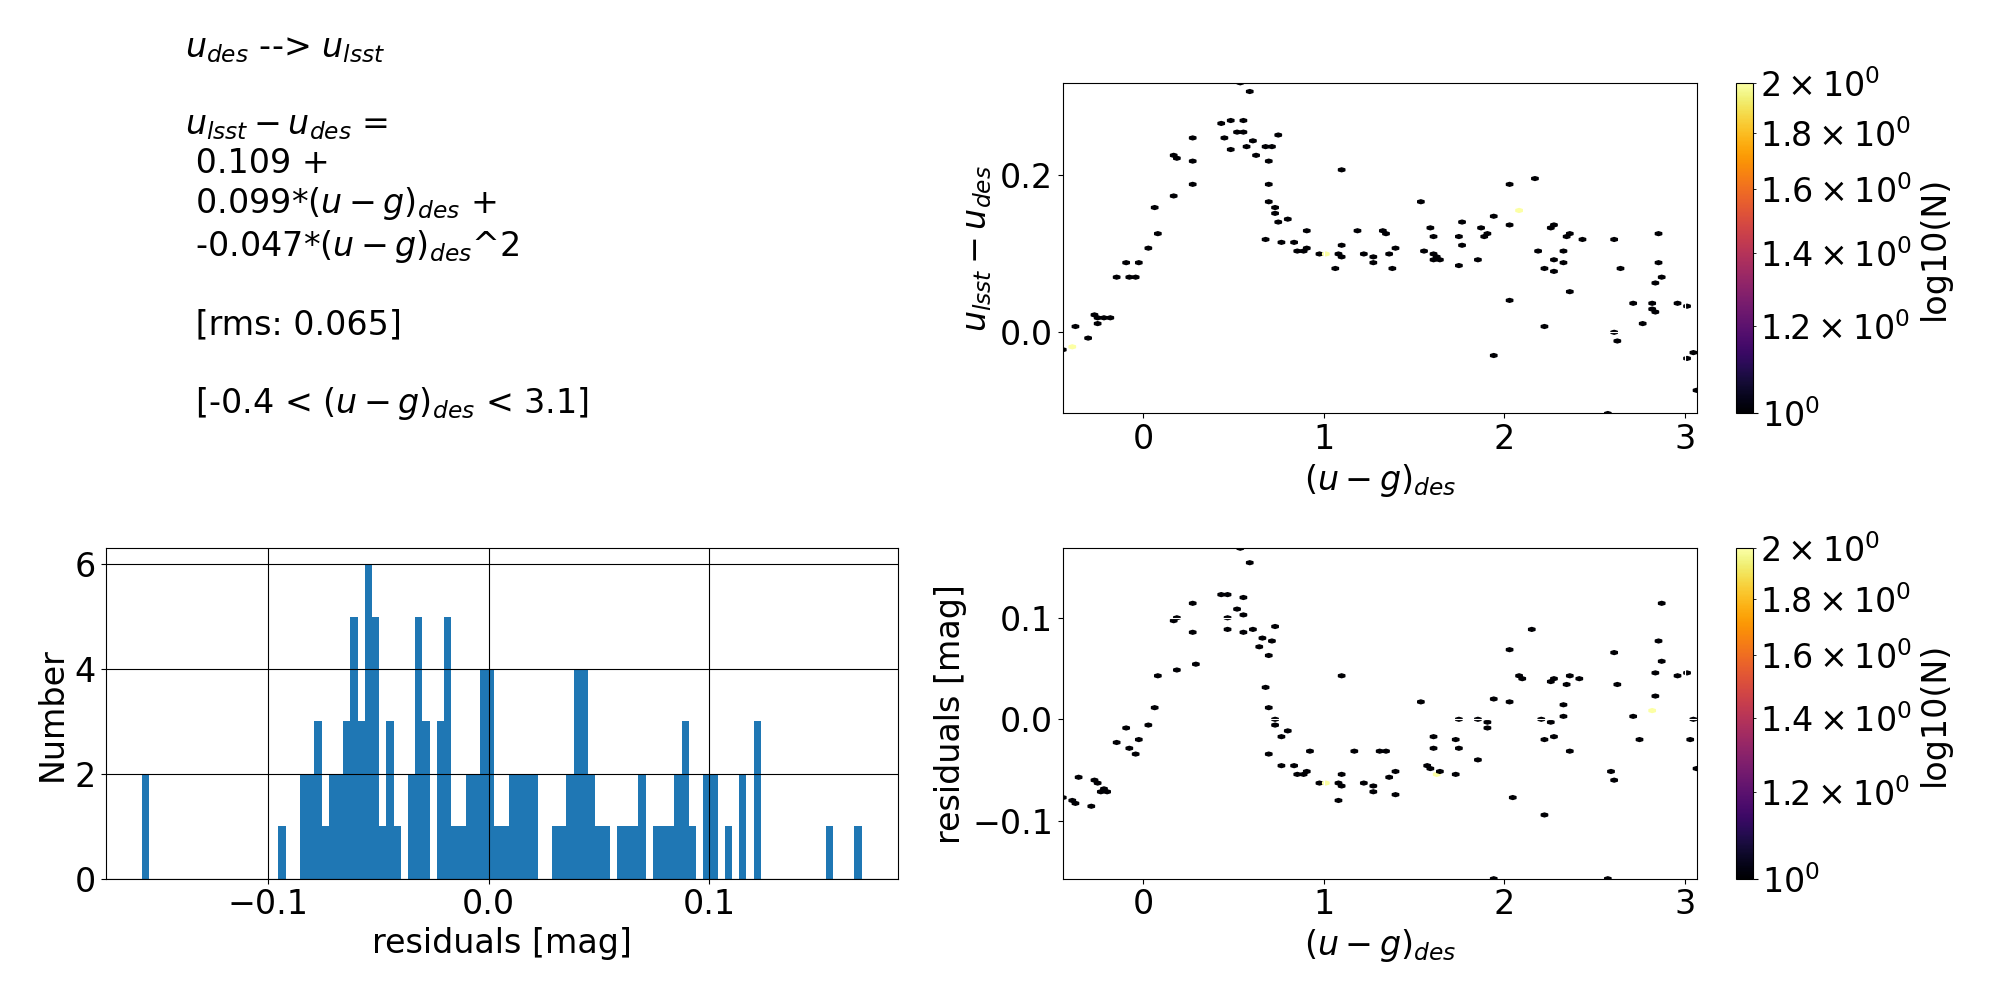 u_des --> u_lsst
u_lsst − u_des =
0.109 +
0.099*(u − g)_des +
-0.047*(u − g)_des^2
[rms: 0.065]
[-0.4 < (u − g)_des < 3.1]
u_lsst − u_des
0.2
0.0
0 1 2 3
(u − g)_des
2 × 10^0
1.8 × 10^0
1.6 × 10^0
1.4 × 10^0
1.2 × 10^0
10^0
log10(N)
Number
6
4
2
0
−0.1 0.0 0.1
residuals [mag]
residuals [mag]
0.1
0.0
−0.1
0 1 2 3
(u − g)_des
2 × 10^0
1.8 × 10^0
1.6 × 10^0
1.4 × 10^0
1.2 × 10^0
10^0
log10(N)